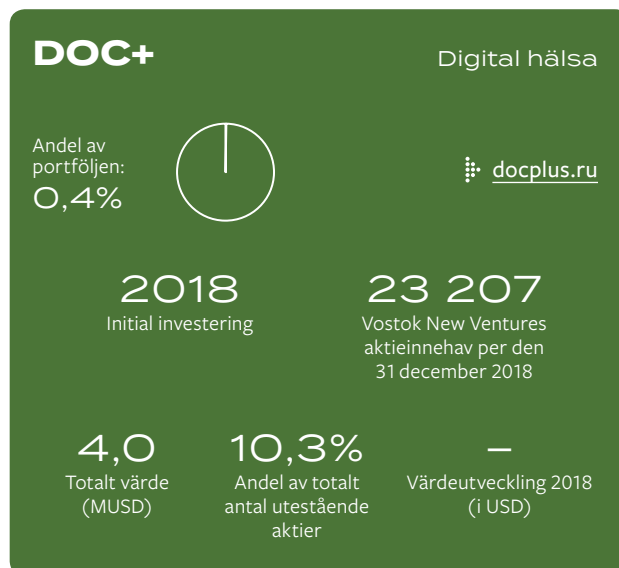 DOC+
Digital hälsa
Andel av
portföljen:
0,4%
docplus.ru
2018
Initial investering
23 207
Vostok New Ventures
aktieinnehav per den
31 december 2018
4,0
Totalt värde
(MUSD)
10,3%
Andel av totalt
antal utestående
aktier
–
Värdeutveckling 2018
(i USD)